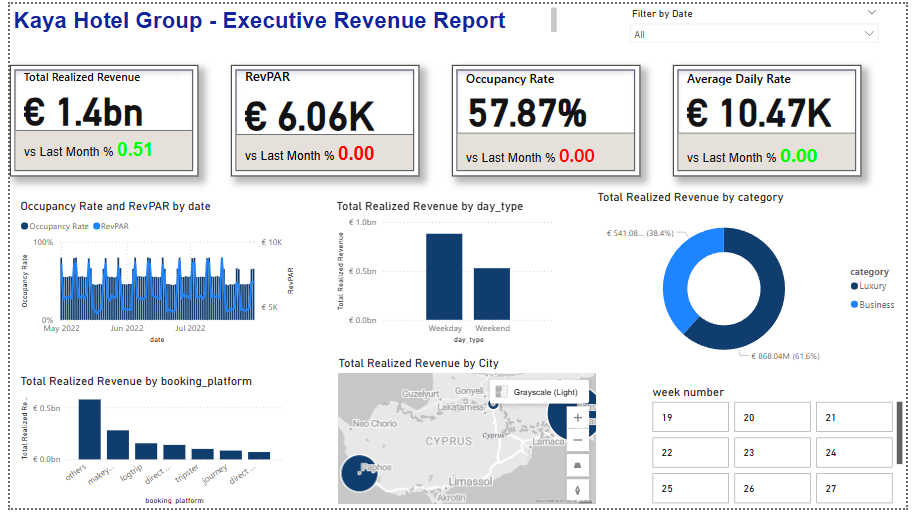 Kaya Hotel Group - Executive Revenue Report
Filter by Date
All
Total Realized Revenue
€ 1.4bn
vs Last Month % 0.51
RevPAR
€ 6.06K
vs Last Month % 0.00
Occupancy Rate
57.87%
vs Last Month % 0.00
Average Daily Rate
€ 10.47K
vs Last Month % 0.00
Occupancy Rate and RevPAR by date
Occupancy Rate RevPAR
100%
0%
Occupancy Rate
€ 10K
€ 5K
RevPAR
May 2022 Jun 2022 Jul 2022
date
Total Realized Revenue by day_type
€ 1.0bn
€ 0.5bn
€ 0.0bn
Total Realized Revenue
Weekday Weekend
day_type
Total Realized Revenue by category
€ 541.08... (38.4%)
€ 868.04M (61.6%)
category
Luxury
Business
Total Realized Revenue by booking_platform
€ 0.5bn
€ 0.0bn
Total Realized Re...
others makey... logtrip direct ... tripster journey direct ...
booking_platform
Total Realized Revenue by City
Grayscale (Light)
Guzelyurt
Gonyeli
Lakatameia
Neo Chorio
CYPRUS
Cyprus
Larnaca
Paphos
Limassol
Akrotiri
week number
19 20 21
22 23 24
25 26 27